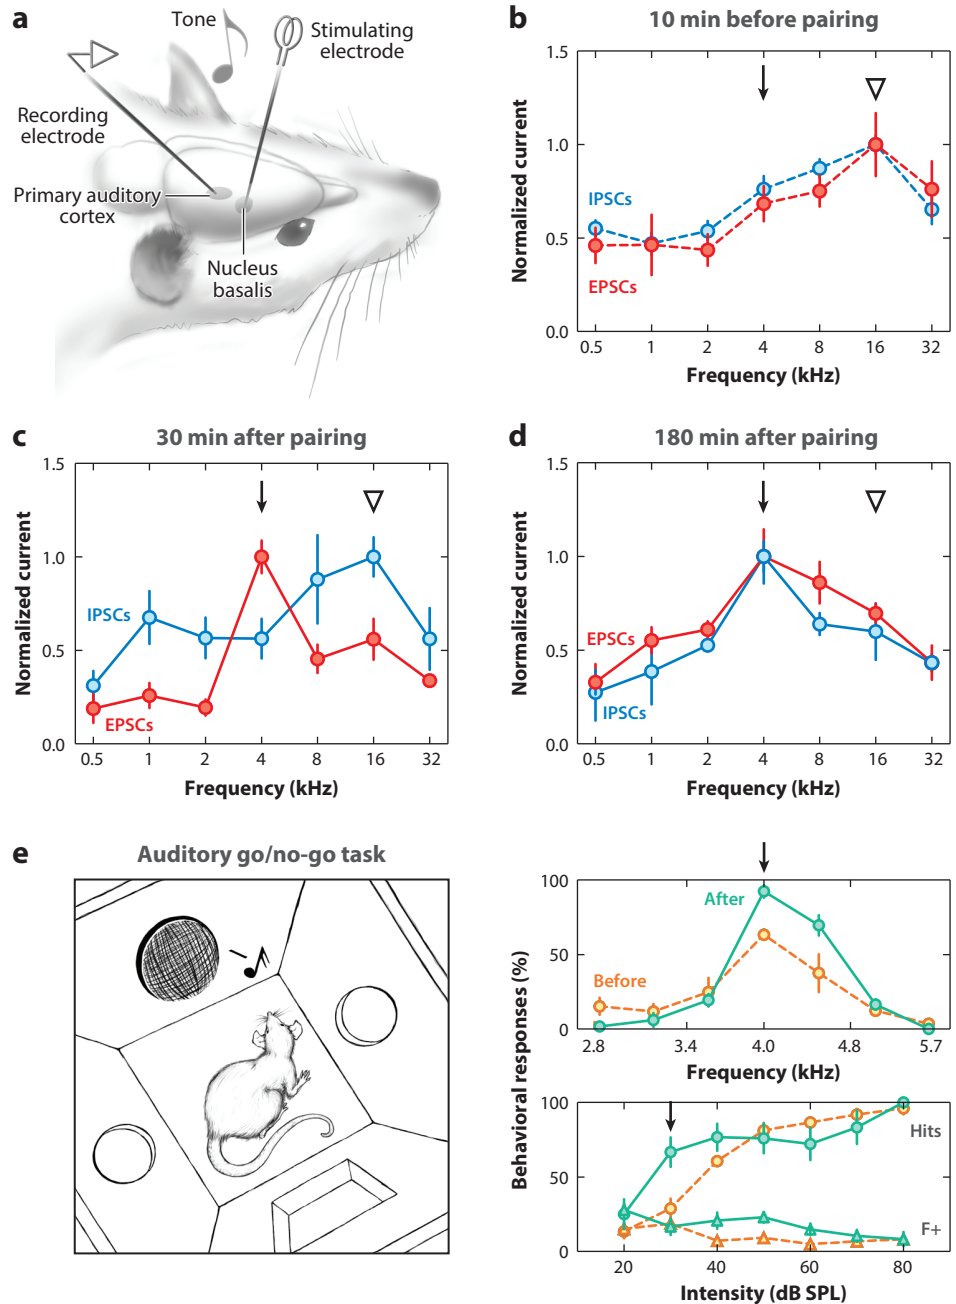 a
Tone
Stimulating
electrode
Recording
electrode
Primary auditory
cortex
Nucleus
basalis
b
10 min before pairing
Normalized current
1.5
1.0
0.5
0.0
IPSCs
EPSCs
0.5 1 2 4 8 16 32
Frequency (kHz)
c
30 min after pairing
Normalized current
1.5
1.0
0.5
0.0
IPSCs
EPSCs
0.5 1 2 4 8 16 32
Frequency (kHz)
d
180 min after pairing
Normalized current
1.5
1.0
0.5
0.0
EPSCs
IPSCs
0.5 1 2 4 8 16 32
Frequency (kHz)
e
Auditory go/no-go task
Behavioral responses (%)
100
50
0
After
Before
2.8 3.4 4.0 4.8 5.7
Frequency (kHz)
100
50
0
Hits
F+
20 40 60 80
Intensity (dB SPL)